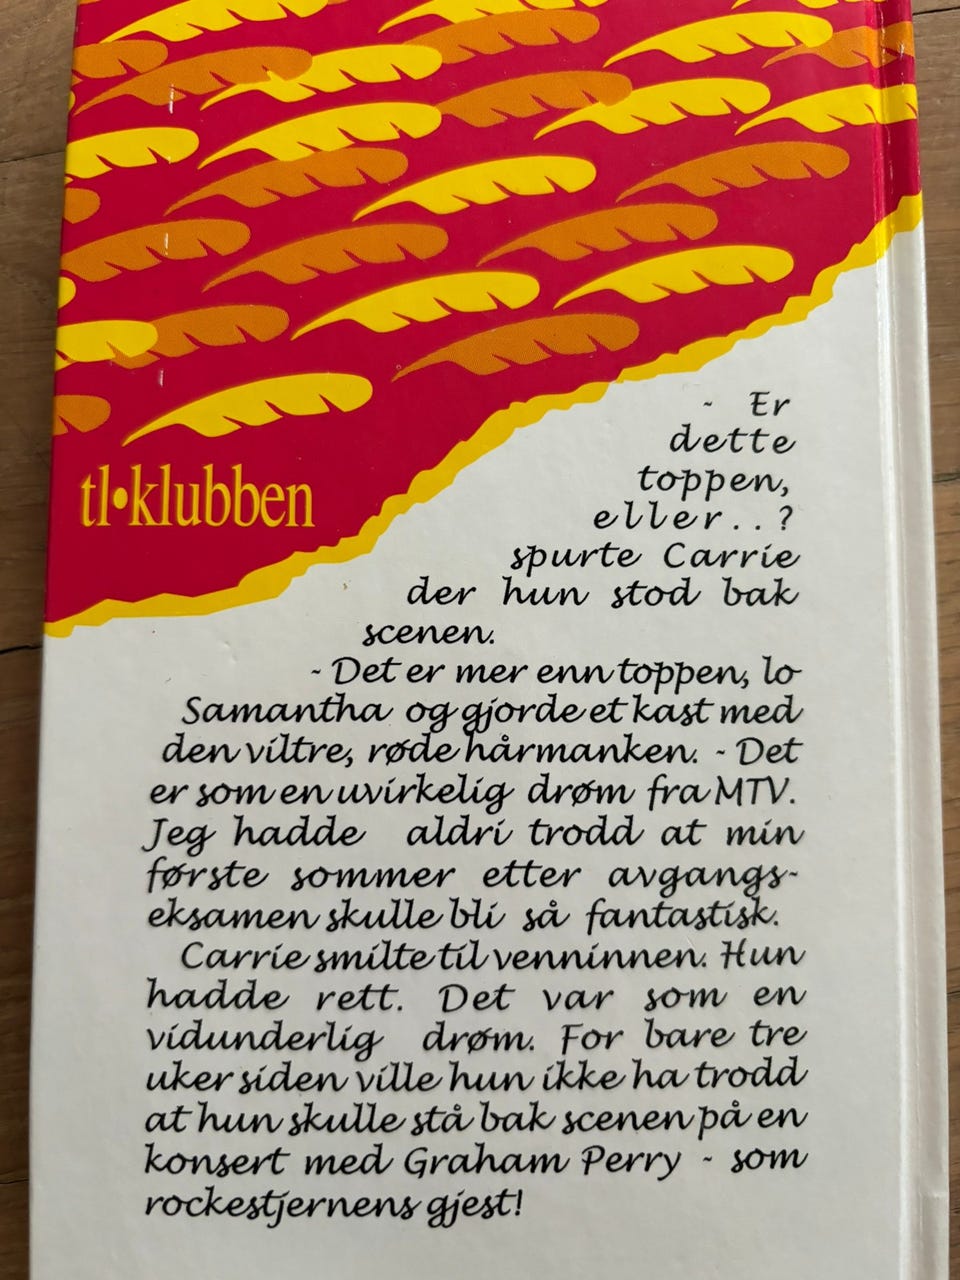 tl•klubben
- Er
dette
toppen,
eller..?
spurte Carrie
der hun stod bak
scenen.
- Det er mer enn toppen, lo
Samantha og gjorde et kast med
den viltre, røde hårmanken. - Det
er som en uvirkelig drøm fra MTV.
Jeg hadde aldri trodd at min
første sommer etter avgangs-
eksamen skulle bli så fantastisk.
Carrie smilte til venninnen. Hun
hadde rett. Det var som en
vidunderlig drøm. For bare tre
uker siden ville hun ikke ha trodd
at hun skulle stå bak scenen på en
konsert med Graham Perry - som
rockestjernens gjest!